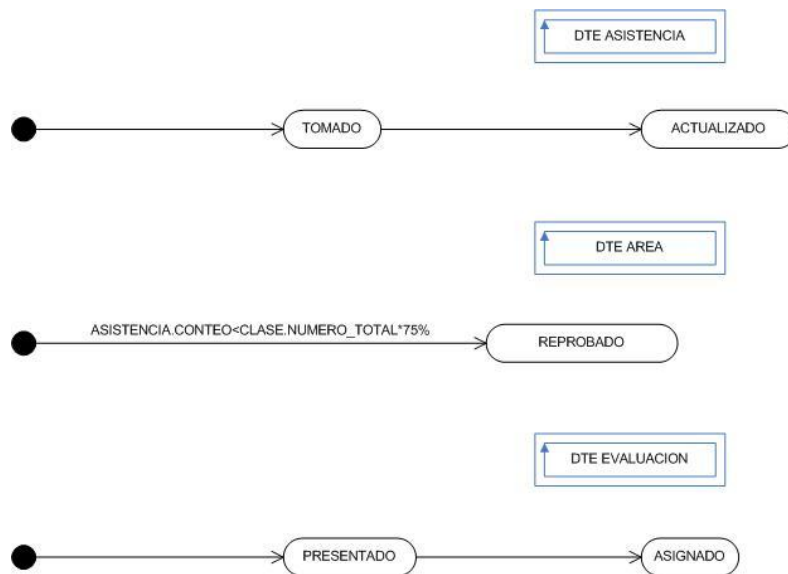 DTE ASISTENCIA
TOMADO
ACTUALIZADO
DTE AREA
ASISTENCIA.CONTEO<CLASE.NUMERO_TOTAL*75%
REPROBADO
DTE EVALUACION
PRESENTADO
ASIGNADO